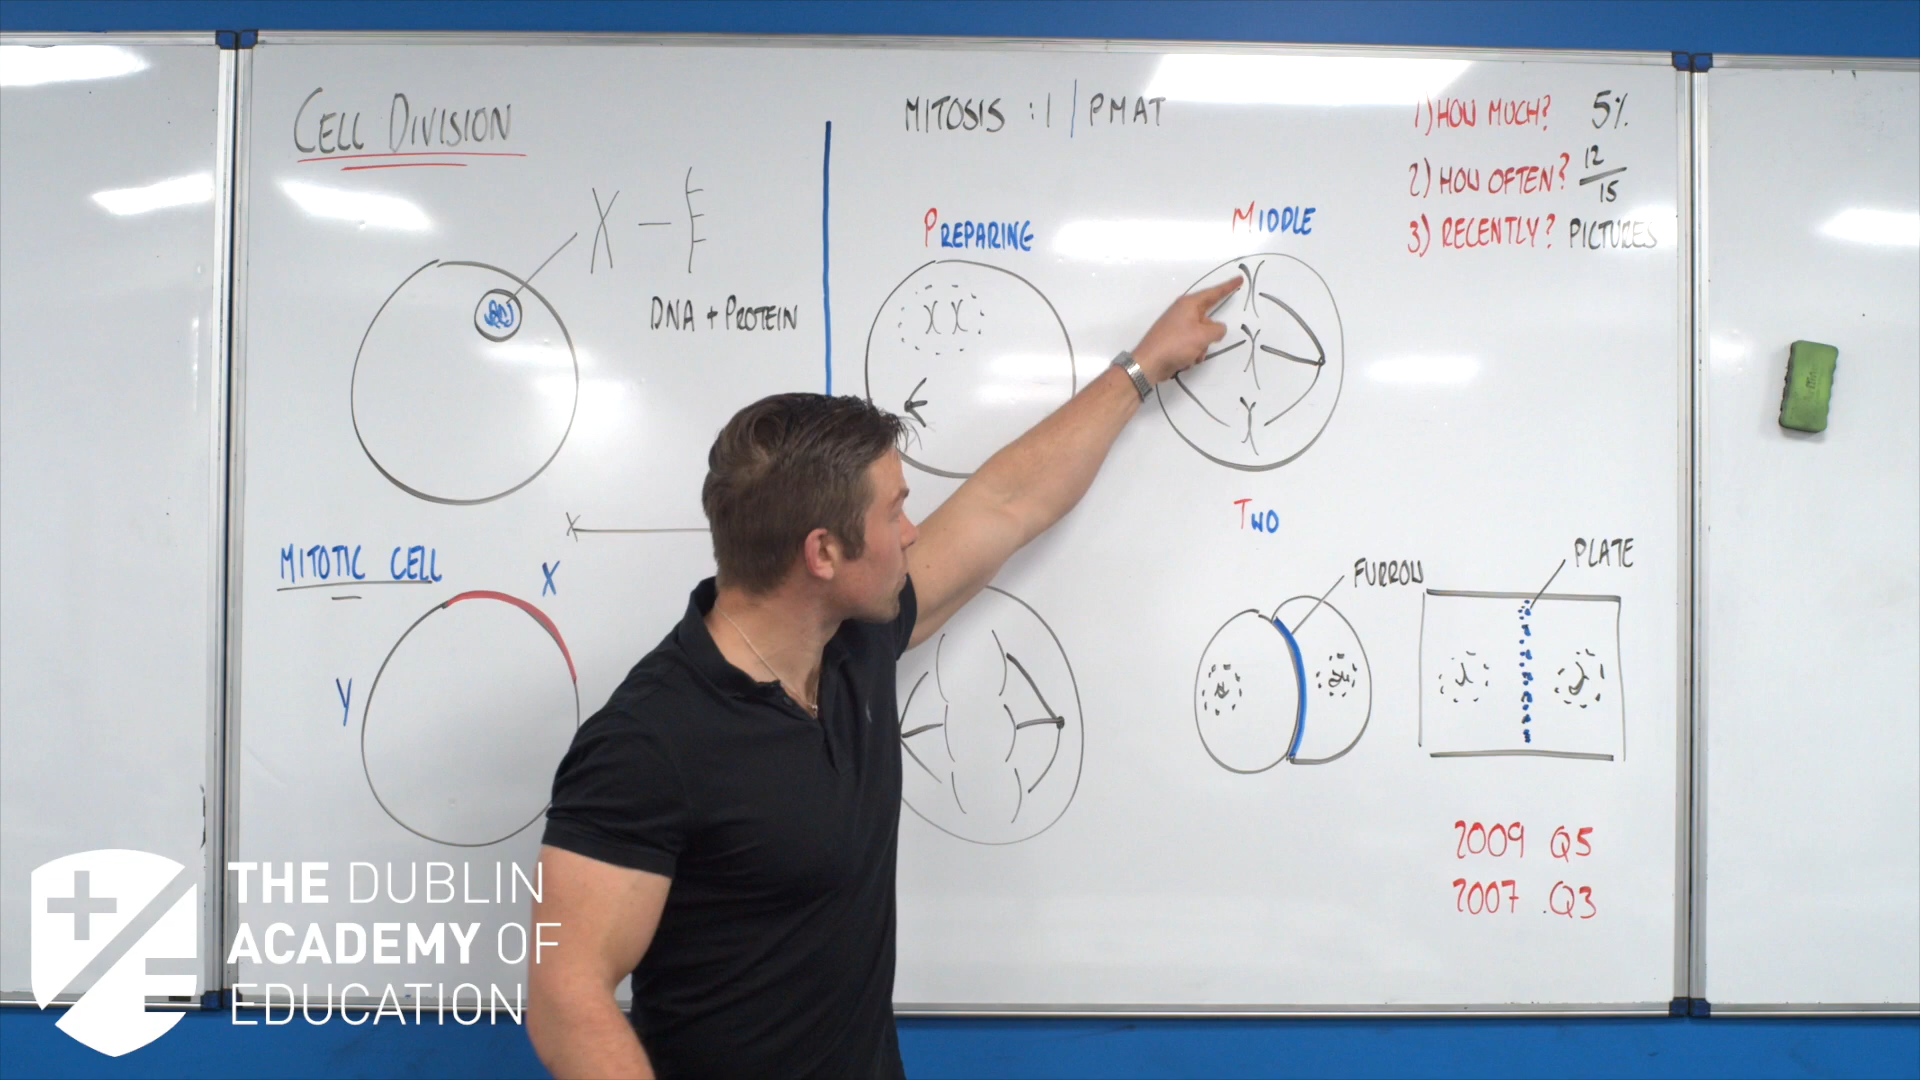 CELL DIVISION
DNA + PROTEIN
MITOTIC CELL
X
Y
MITOSIS : 1 | PMAT
PREPARING
MIDDLE
TWO
FURROW
PLATE
1) HOW MUCH? 5%
2) HOW OFTEN? 12/15
3) RECENTLY? PICTURES
2009 Q5
2007 Q3
THE DUBLIN
ACADEMY OF
EDUCATION